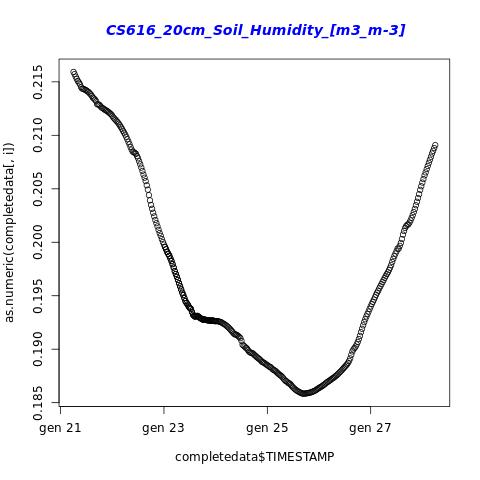 CS616_20cm_Soil_Humidity_[m3_m-3]
as.numeric(completedata[, i])
0.215
0.210
0.205
0.200
0.195
0.190
0.185
gen 21 gen 23 gen 25 gen 27
completedata$TIMESTAMP